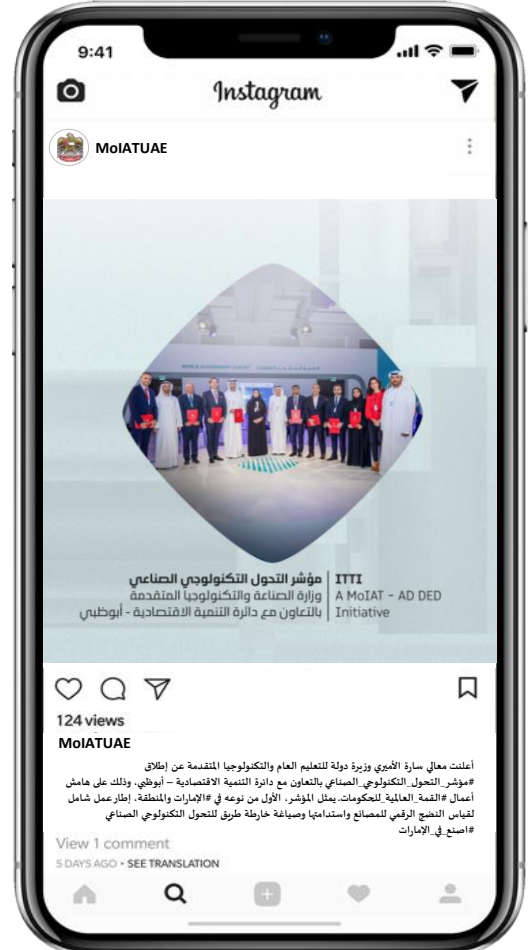 9:41
Instagram
MoIATUAE
WORLD GOVERNMENT SUMMIT
مؤشر التحول التكنولوجي الصناعي | ITTI
وزارة الصناعة والتكنولوجيا المتقدمة | A MoIAT - AD DED
بالتعاون مع دائرة التنمية الاقتصادية - أبوظبي | Initiative
124 views
MoIATUAE
أعلنت معالي سارة الأميري وزيرة دولة للتعليم العام والتكنولوجيا المتقدمة عن إطلاق
#مؤشر_التحول_التكنولوجي_الصناعي بالتعاون مع دائرة التنمية الاقتصادية – أبوظبي، وذلك على هامش
أعمال #القمة_العالمية_للحكومات. يمثل المؤشر، الأول من نوعه في #الإمارات والمنطقة، إطار عمل شامل
لقياس النضج الرقمي للمصانع واستدامتها وصياغة خارطة طريق للتحول التكنولوجي الصناعي
#اصنع_في_الإمارات
View 1 comment
5 DAYS AGO • SEE TRANSLATION